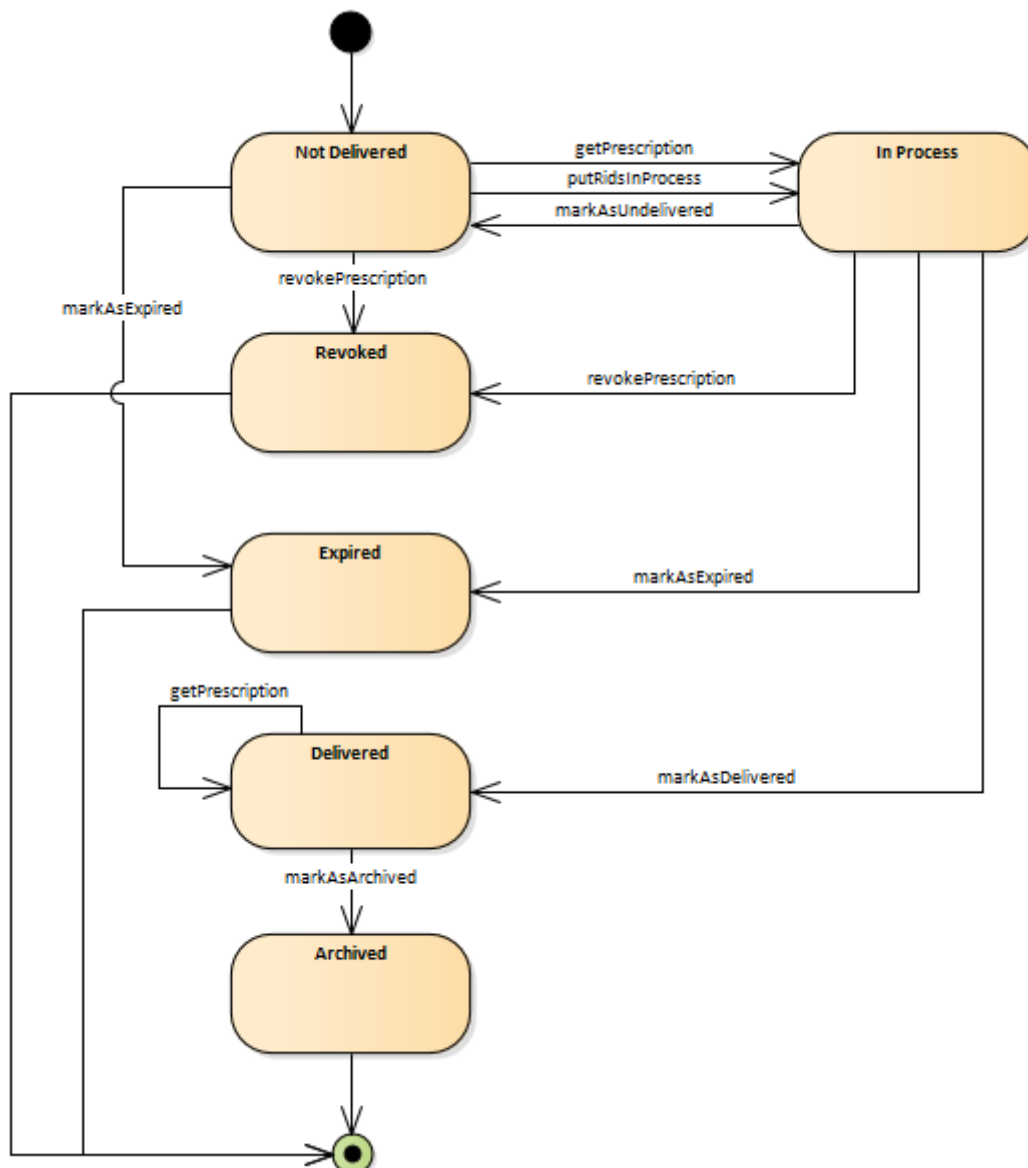 Not Delivered
getPrescription
In Process
putRidsInProcess
markAsUndelivered
revokePrescription
markAsExpired
Revoked
revokePrescription
Expired
markAsExpired
getPrescription
Delivered
markAsDelivered
markAsArchived
Archived